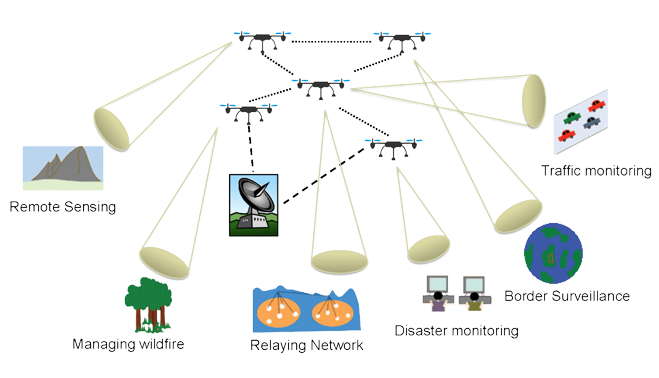 Traffic monitoring
Remote Sensing
Border Surveillance
Disaster monitoring
Managing wildfire
Relaying Network